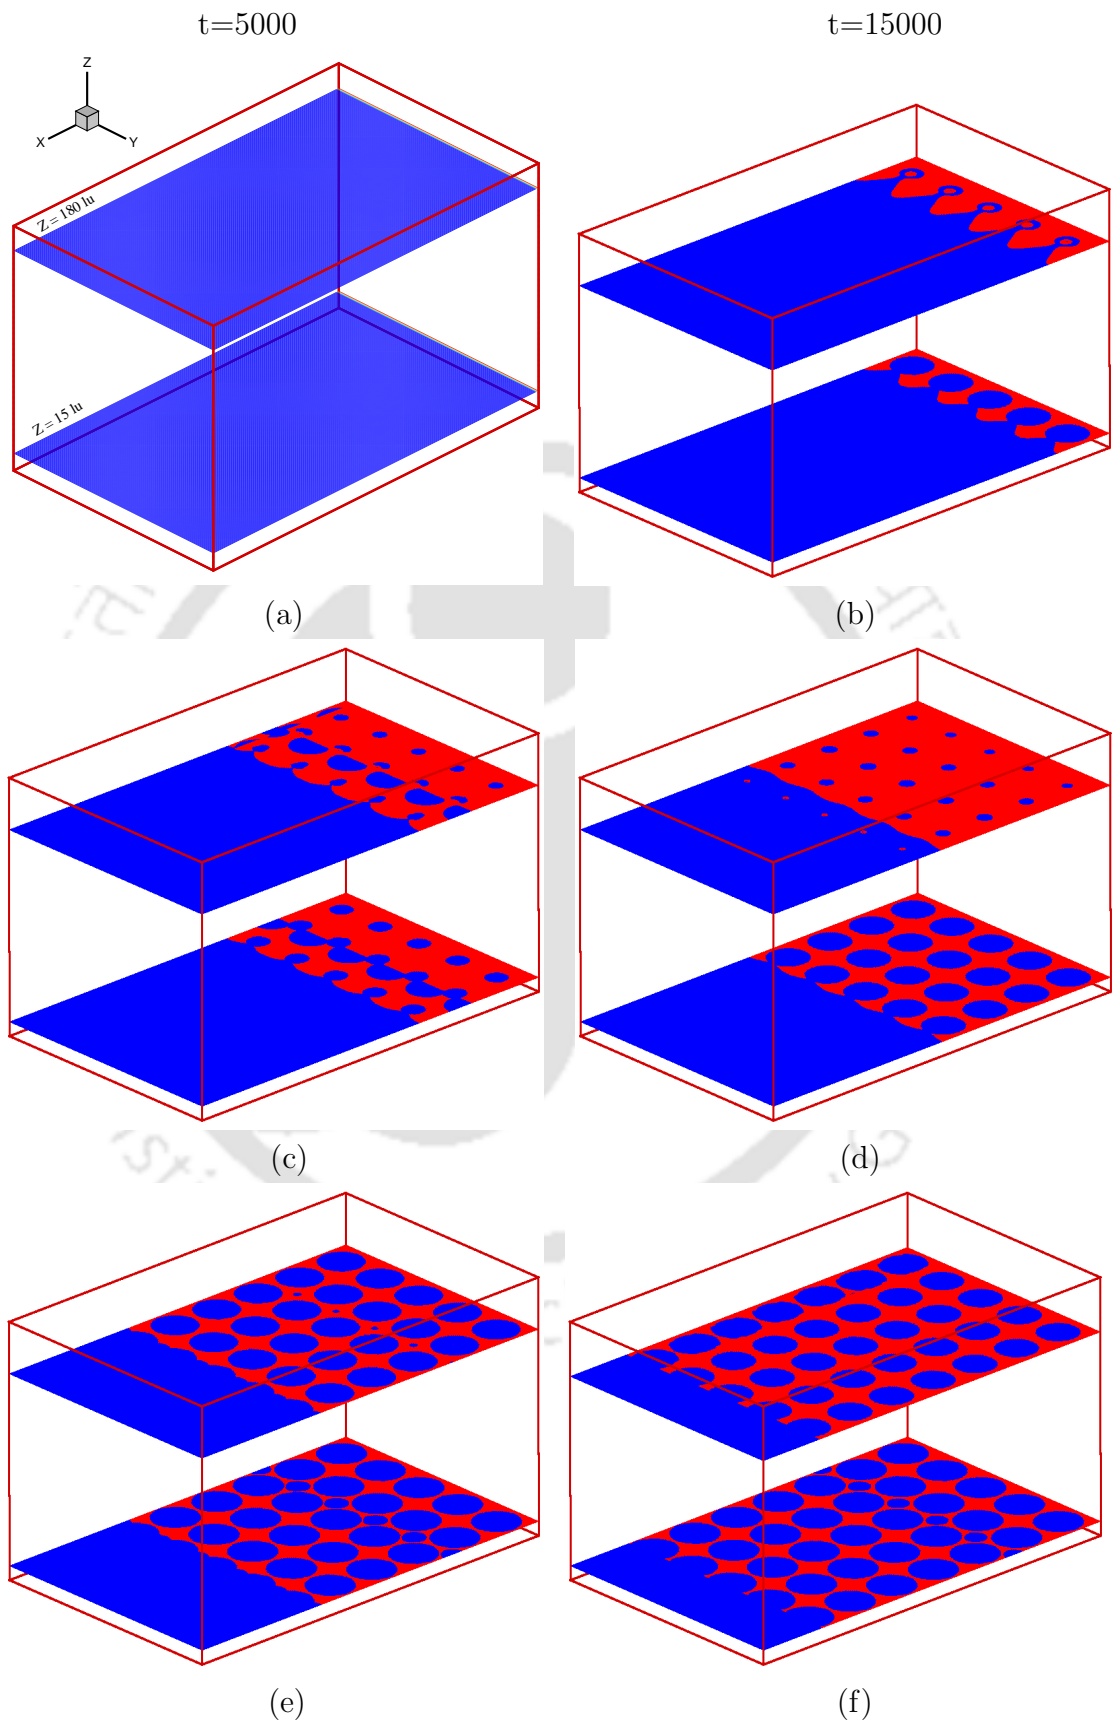 t=5000
t=15000
Z
X
Y
Z = 180 lu
Z = 15 lu
(a)
(b)
(c)
(d)
(e)
(f)